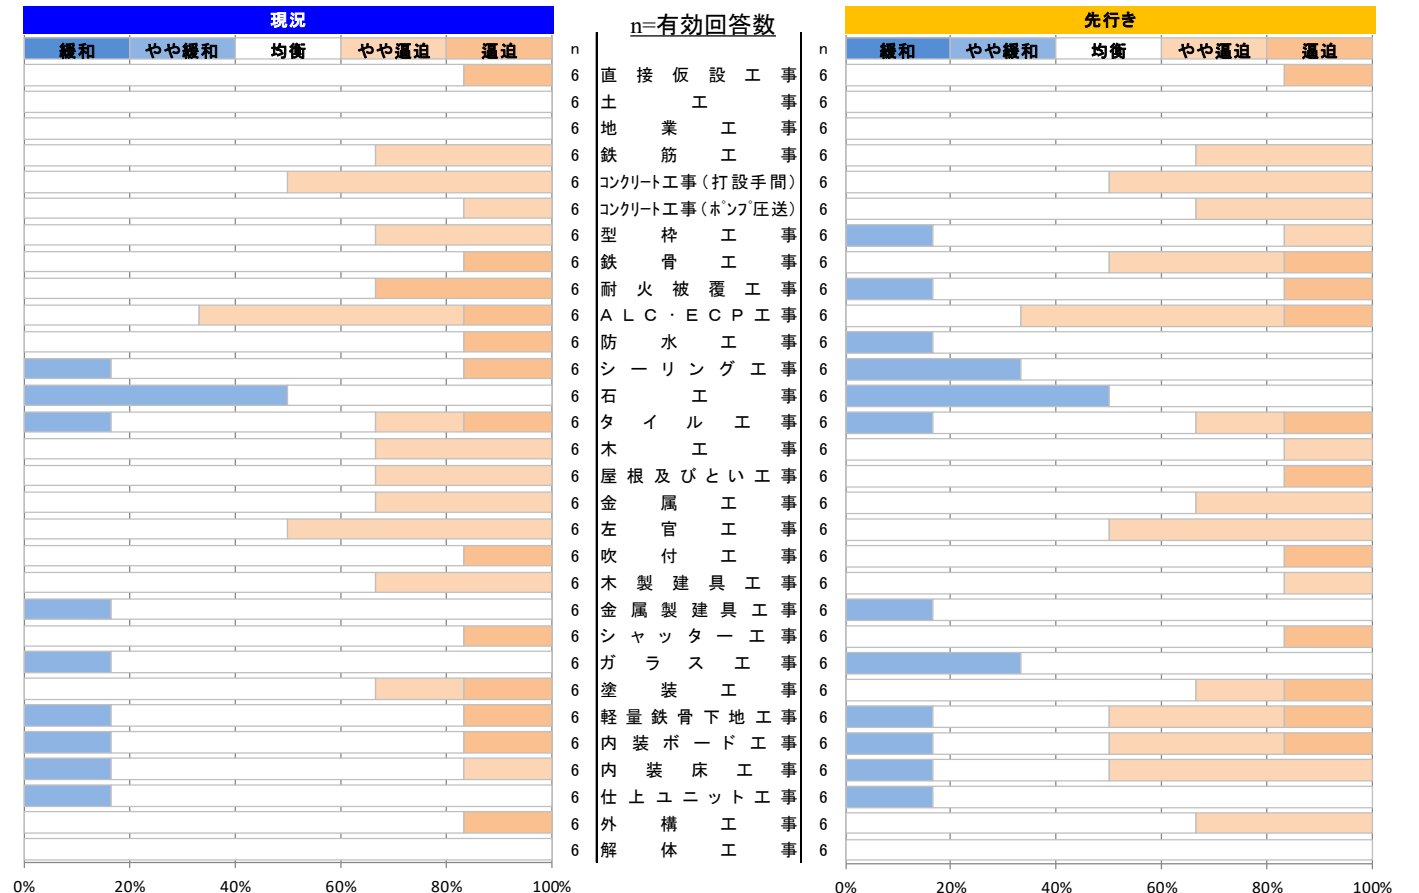 現況 n=有効回答数 先行き
緩和 やや緩和 均衡 やや逼迫 逼迫 n n 緩和 やや緩和 均衡 やや逼迫 逼迫
6 直接仮設工事 6
6 土工事 6
6 地業工事 6
6 鉄筋工事 6
6 コンクリート工事(打設手間) 6
6 コンクリート工事(ポンプ圧送) 6
6 型枠工事 6
6 鉄骨工事 6
6 耐火被覆工事 6
6 ALC・ECP工事 6
6 防水工事 6
6 シーリング工事 6
6 石工事 6
6 タイル工事 6
6 木工事 6
6 屋根及びとい工事 6
6 金属工事 6
6 左官工事 6
6 吹付工事 6
6 木製建具工事 6
6 金属製建具工事 6
6 シャッター工事 6
6 ガラス工事 6
6 塗装工事 6
6 軽量鉄骨下地工事 6
6 内装ボード工事 6
6 内装床工事 6
6 仕上ユニット工事 6
6 外構工事 6
6 解体工事 6
0% 20% 40% 60% 80% 100% 0% 20% 40% 60% 80% 100%